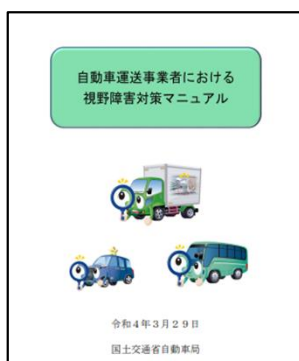 自動車運送事業者における
視野障害対策マニュアル
令和4年3月29日
国土交通省自動車局